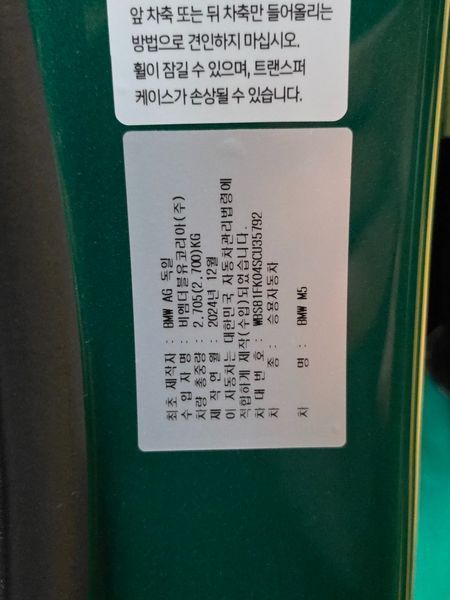 앞 차축 또는 뒤 차축만 들어올리는
방법으로 견인하지 마십시오.
휠이 잠길 수 있으며, 트랜스퍼
케이스가 손상될 수 있습니다.
최초 제작자 : BMW AG 독일
수 입 자 명 : 비엠더블유코리아(주)
차량 총중량 : 2.705(2.700)KG
제 작 연 월 : 2024년 12월
이 자동차는 대한민국 자동차관리법령에
적합하게 제작(수입)되었습니다.
차 대 번 호 : WBS81FK04SCU35792
차 종 : 승용자동차
차 명 : BMW M5